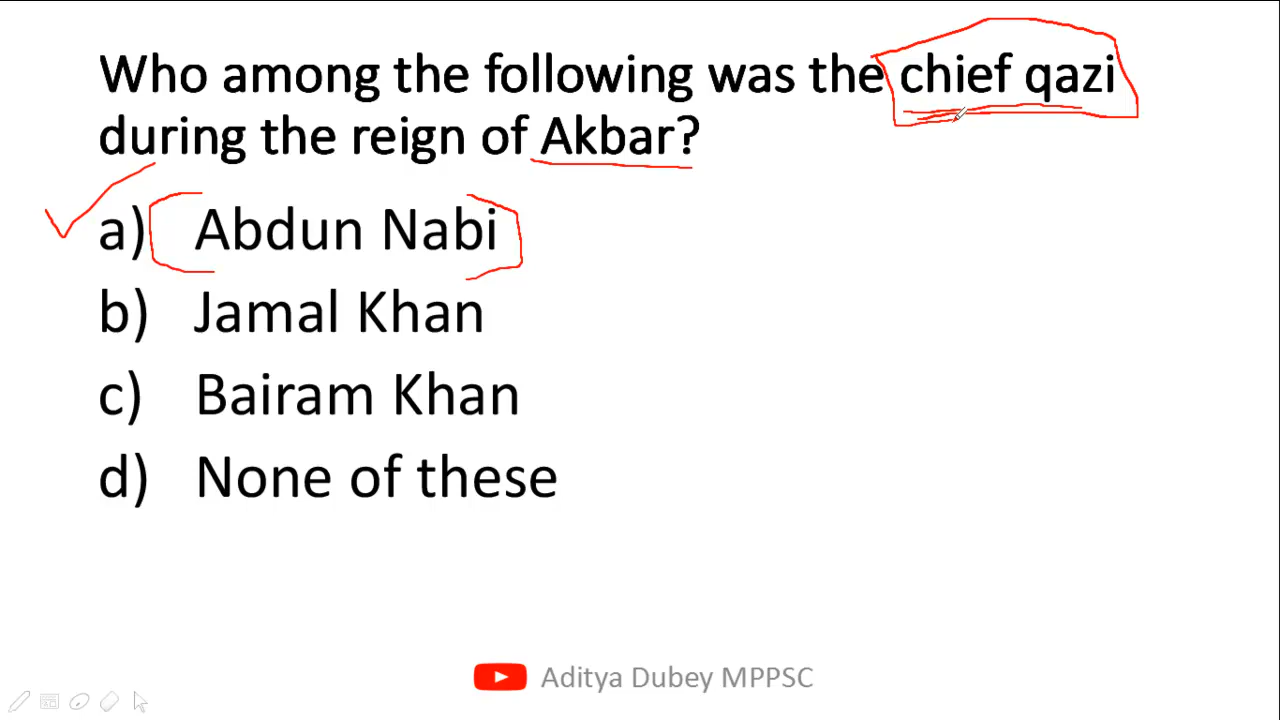 Who among the following was the chief qazi
during the reign of Akbar?
a) Abdun Nabi
b) Jamal Khan
c) Bairam Khan
d) None of these
Aditya Dubey MPPSC